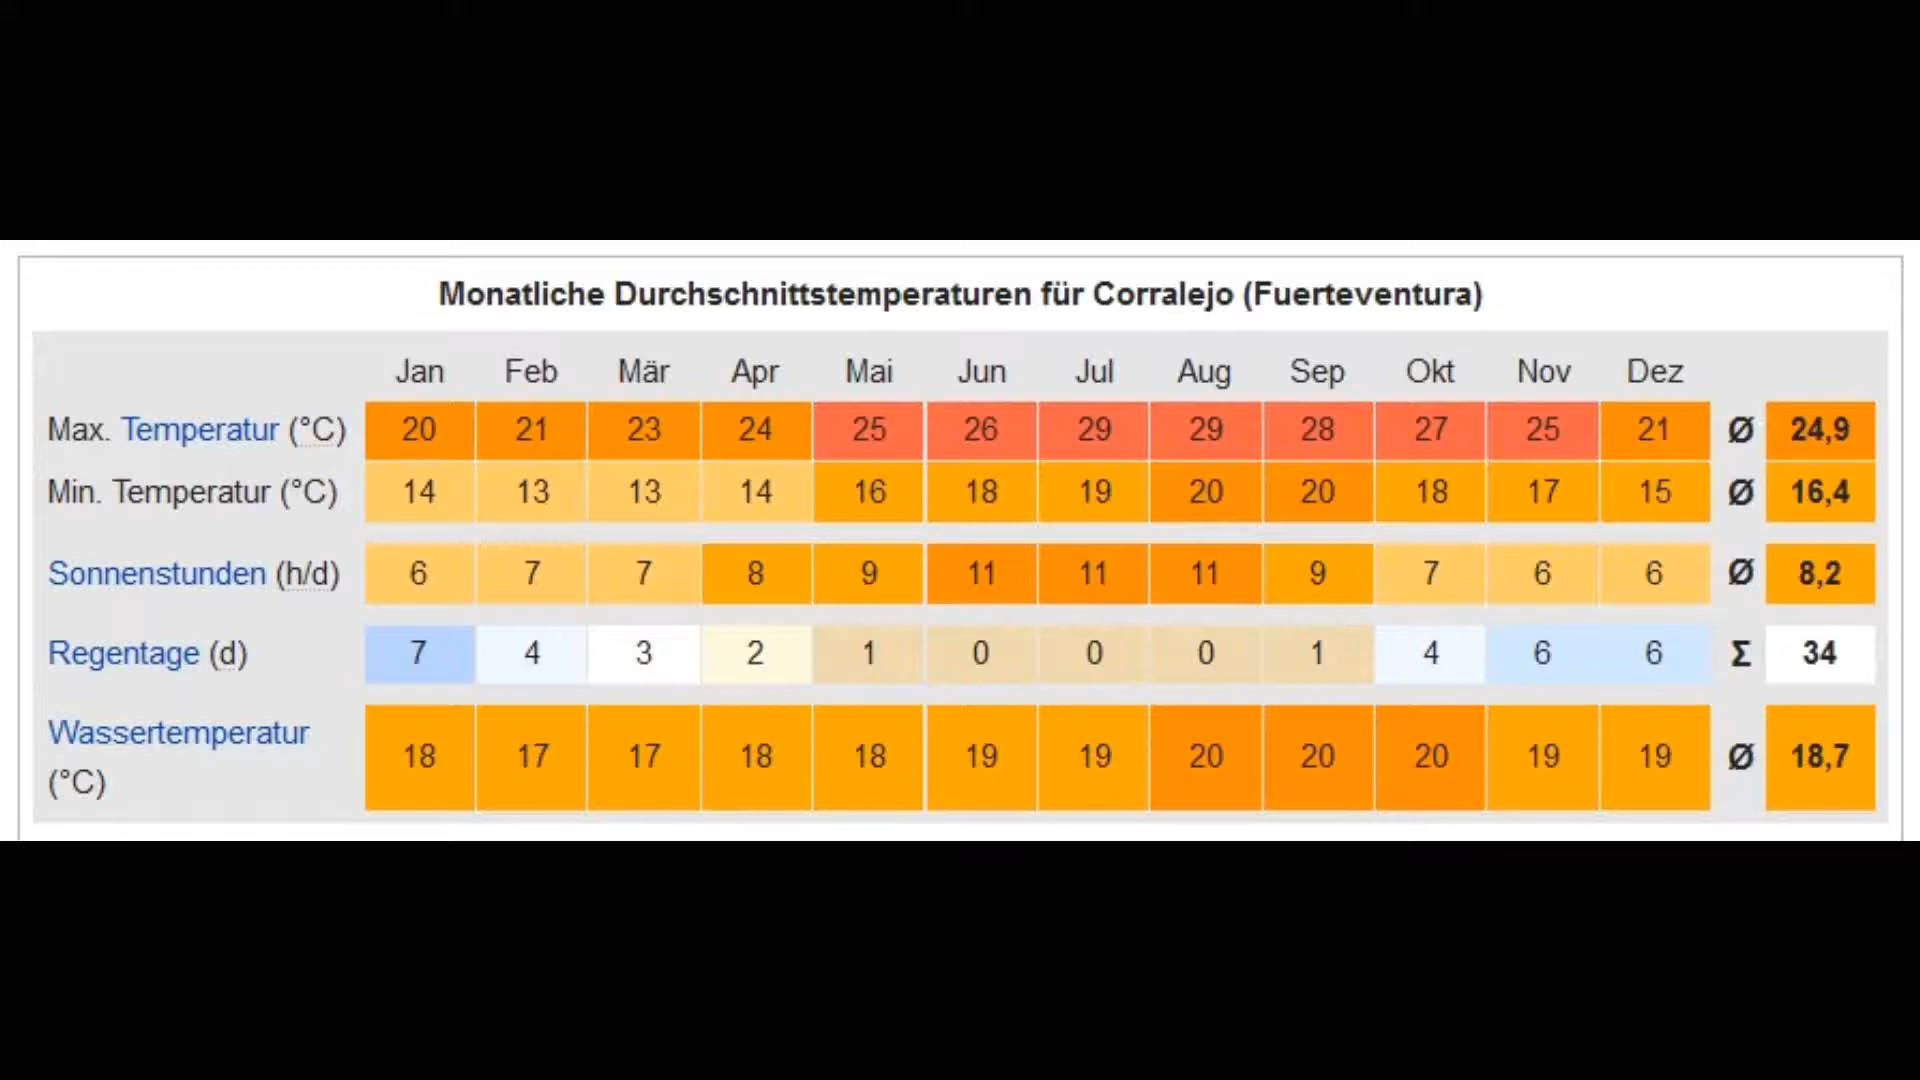 Monatliche Durchschnittstemperaturen für Corralejo (Fuerteventura)
Jan Feb Mär Apr Mai Jun Jul Aug Sep Okt Nov Dez
Max. Temperatur (°C) 20 21 23 24 25 26 29 29 28 27 25 21 Ø 24,9
Min. Temperatur (°C) 14 13 13 14 16 18 19 20 20 18 17 15 Ø 16,4
Sonnenstunden (h/d) 6 7 7 8 9 11 11 11 9 7 6 6 Ø 8,2
Regentage (d) 7 4 3 2 1 0 0 0 1 4 6 6 Σ 34
Wassertemperatur
(°C) 18 17 17 18 18 19 19 20 20 20 19 19 Ø 18,7